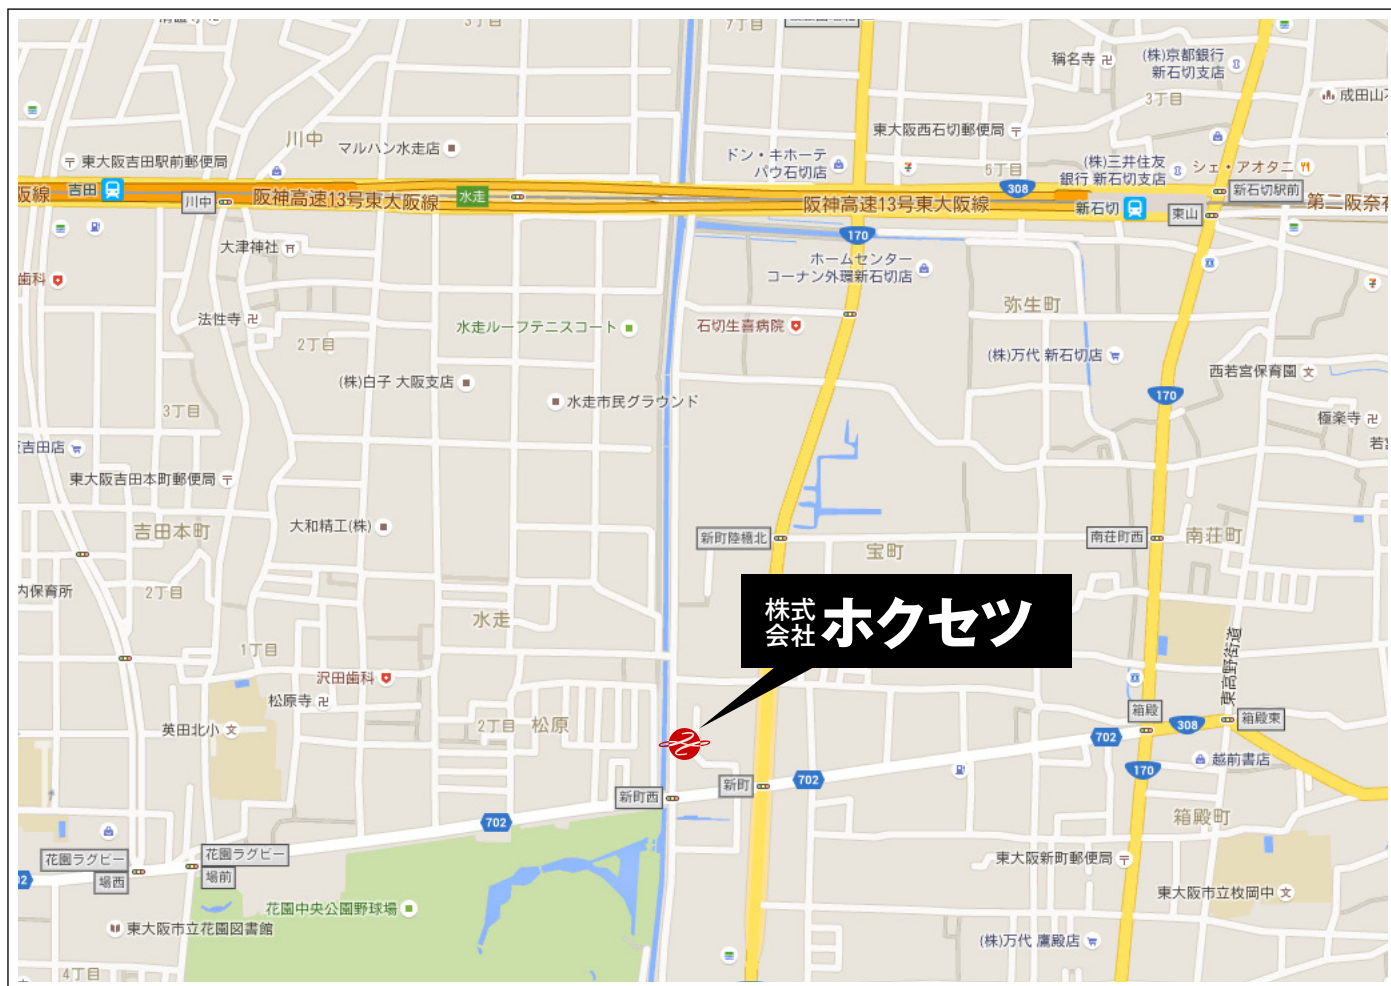 3丁目
7丁目
稱名寺
(株)京都銀行
新石切支店
3丁目
成田山不
川中
マルハン水走店
東大阪西石切郵便局
東大阪吉田駅前郵便局
ドン・キホーテ
パウ石切店
5丁目
(株)三井住友
銀行 新石切支店
シェ・アオタニ
阪線
吉田
川中
阪神高速13号東大阪線
水走
阪神高速13号東大阪線
308
新石切
東山
新石切駅前
第二阪奈有
170
大津神社
ホームセンター
コーナン外環新石切店
歯科
弥生町
法性寺
水走ルーフテニスコート
石切生喜病院
2丁目
(株)万代 新石切店
(株)白子 大阪支店
西若宮保育園
水走市民グラウンド
170
3丁目
極楽寺
若宮
吉田店
東大阪吉田本町郵便局
大和精工(株)
吉田本町
新町陸橋北
宝町
南荘町西
南荘町
内保育所
2丁目
株式
会社
ホクセツ
水走
1丁目
沢田歯科
松原寺
東高野街道
英田北小
2丁目
松原
箱殿
308
箱殿東
702
越前書店
170
新町
702
新町西
702
箱殿町
花園ラグビー
場西
花園ラグビー
場前
東大阪新町郵便局
東大阪市立枚岡中
花園中央公園野球場
東大阪市立花園図書館
(株)万代 鷹殿店
4丁目